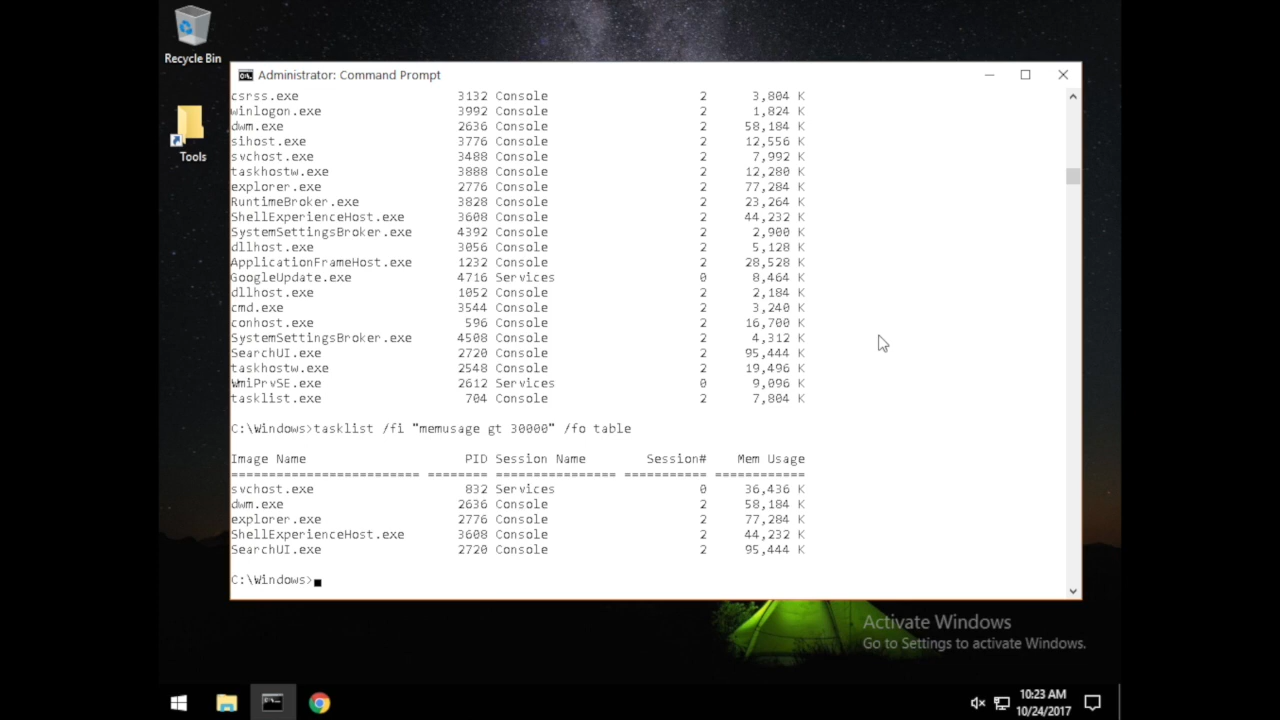 Recycle Bin
Tools
Administrator: Command Prompt
csrss.exe 3132 Console 2 3,804 K
winlogon.exe 3992 Console 2 1,824 K
dwm.exe 2636 Console 2 58,184 K
sihost.exe 3776 Console 2 12,556 K
svchost.exe 3488 Console 2 7,992 K
taskhostw.exe 3888 Console 2 12,280 K
explorer.exe 2776 Console 2 77,284 K
RuntimeBroker.exe 3828 Console 2 23,264 K
ShellExperienceHost.exe 3608 Console 2 44,232 K
SystemSettingsBroker.exe 4392 Console 2 2,900 K
dllhost.exe 3056 Console 2 5,128 K
ApplicationFrameHost.exe 1232 Console 2 28,528 K
GoogleUpdate.exe 4716 Services 0 8,464 K
dllhost.exe 1052 Console 2 2,184 K
cmd.exe 3544 Console 2 3,240 K
conhost.exe 596 Console 2 16,700 K
SystemSettingsBroker.exe 4508 Console 2 4,312 K
SearchUI.exe 2720 Console 2 95,444 K
taskhostw.exe 2548 Console 2 19,496 K
WmiPrvSE.exe 2612 Services 0 9,096 K
tasklist.exe 704 Console 2 7,804 K
C:\Windows>tasklist /fi "memusage gt 30000" /fo table
Image Name PID Session Name Session# Mem Usage
========================= ======== ================ =========== ============
svchost.exe 832 Services 0 36,436 K
dwm.exe 2636 Console 2 58,184 K
explorer.exe 2776 Console 2 77,284 K
ShellExperienceHost.exe 3608 Console 2 44,232 K
SearchUI.exe 2720 Console 2 95,444 K
C:\Windows>
Activate Windows
Go to Settings to activate Windows.
10:23 AM
10/24/2017